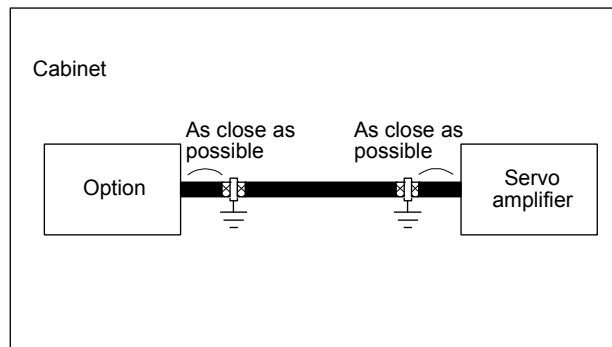 Cabinet
As close as
possible
As close as
possible
Option
Servo
amplifier